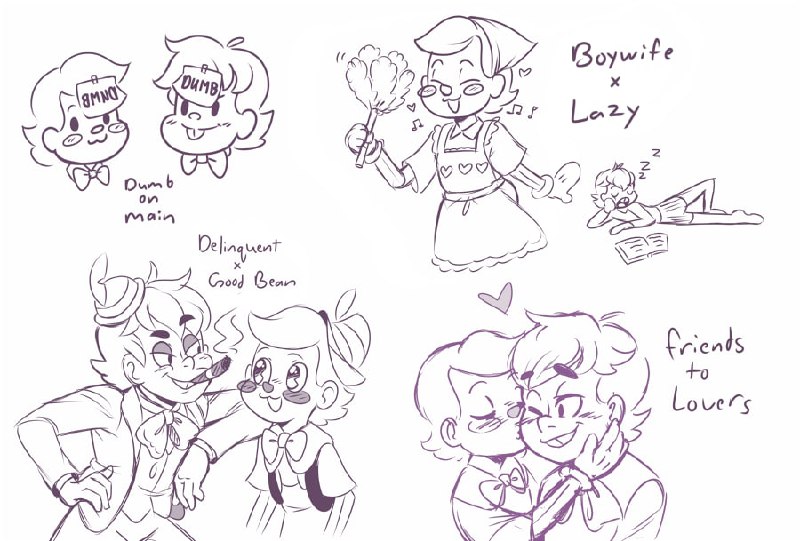 DUMB
DUMB
Dumb
on
main
Boywife
x
Lazy
z
z
z
Delinquent
x
Good Bean
friends
to
Lovers